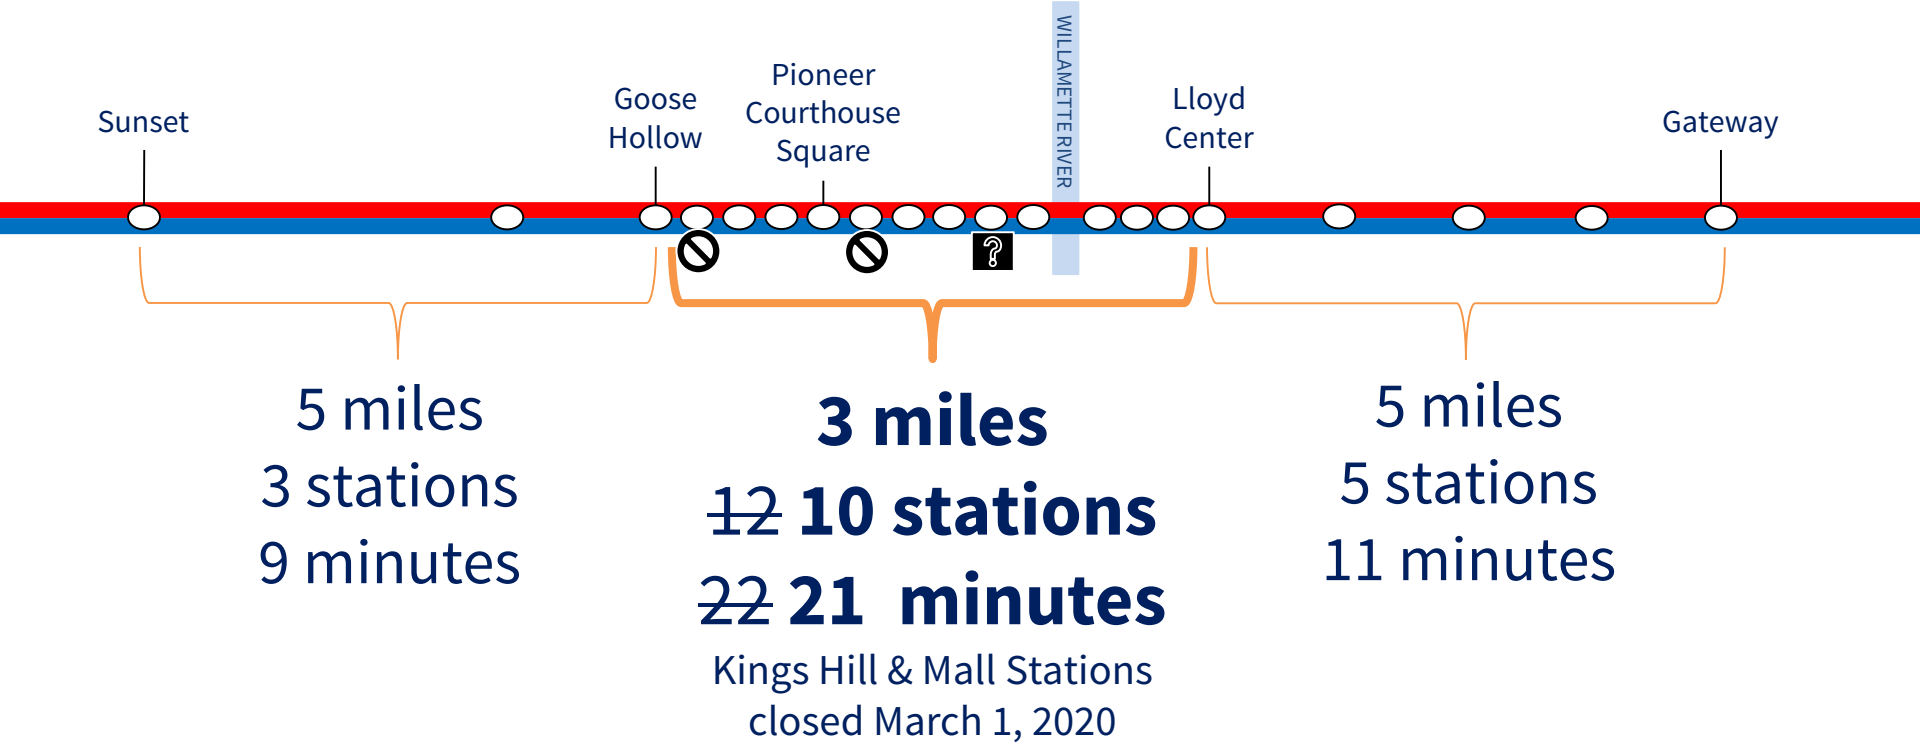 Sunset
Goose
Hollow
Pioneer
Courthouse
Square
WILLAMETTE RIVER
Lloyd
Center
Gateway
?
5 miles
3 stations
9 minutes
3 miles
12 10 stations
22 21 minutes
Kings Hill & Mall Stations
closed March 1, 2020
5 miles
5 stations
11 minutes